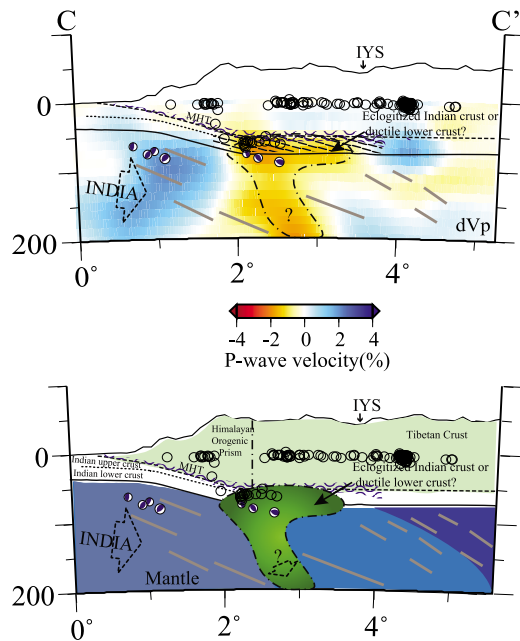 C
C'
IYS
0
MHT
Eclogitized Indian crust or
ductile lower crust?
INDIA
?
dVp
200
0° 2° 4°
-4 -2 0 2 4
P-wave velocity(%)
IYS
Himalayan
Orogenic
Prism
Tibetan Crust
0
Indian upper crust
MHT
Indian lower crust
Eclogitized Indian crust or
ductile lower crust?
INDIA
?
Mantle
200
0° 2° 4°